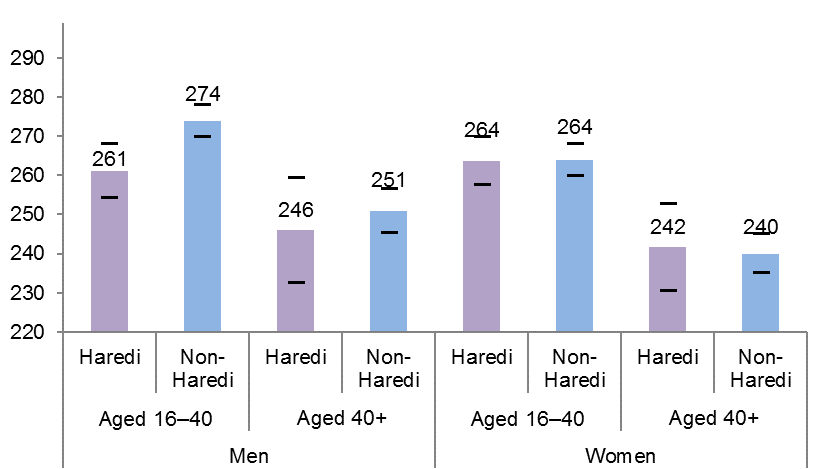 290
280
270
260
250
240
230
220
261
274
246
251
264
264
242
240
Haredi
Non-
Haredi
Haredi
Non-
Haredi
Haredi
Non-
Haredi
Haredi
Non-
Haredi
Aged 16–40
Aged 40+
Aged 16–40
Aged 40+
Men
Women